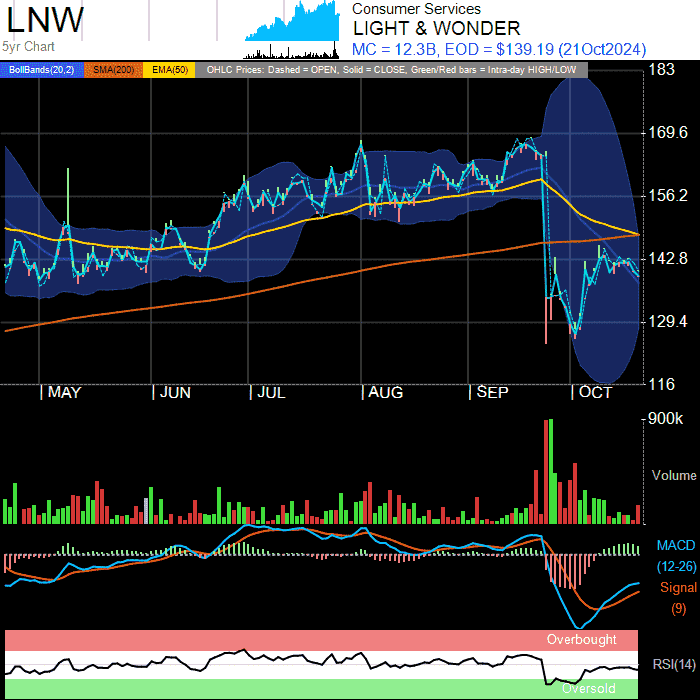 LNW
5yr Chart
Consumer Services
LIGHT & WONDER
MC = 12.3B, EOD = $139.19 (21Oct2024)
BollBands(20,2) SMA(200) EMA(50) OHLC Prices: Dashed = OPEN, Solid = CLOSE, Green/Red bars = Intra-day HIGH/LOW
183
169.6
156.2
142.8
129.4
116
MAY JUN JUL AUG SEP OCT
900k
Volume
MACD
(12-26)
Signal
(9)
Overbought
RSI(14)
Oversold